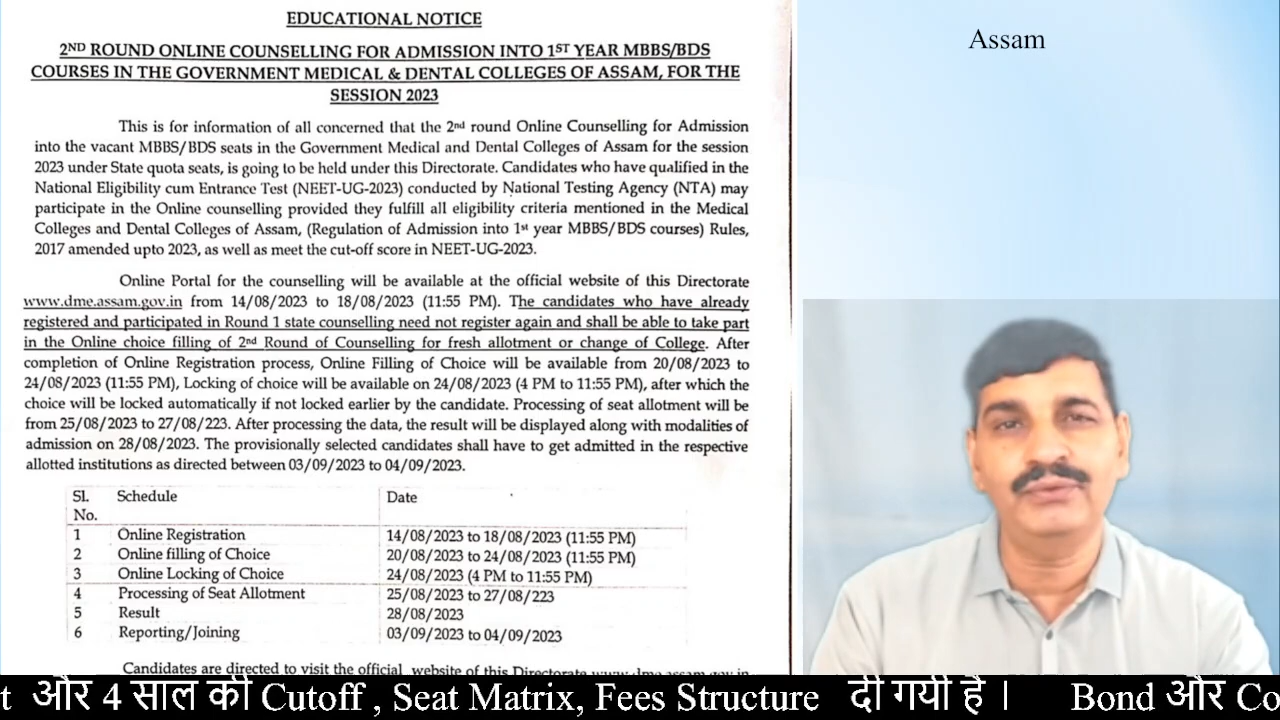 EDUCATIONAL NOTICE
2ND ROUND ONLINE COUNSELLING FOR ADMISSION INTO 1ST YEAR MBBS/BDS
COURSES IN THE GOVERNMENT MEDICAL & DENTAL COLLEGES OF ASSAM, FOR THE
SESSION 2023
This is for information of all concerned that the 2nd round Online Counselling for Admission
into the vacant MBBS/BDS seats in the Government Medical and Dental Colleges of Assam for the session
2023 under State quota seats, is going to be held under this Directorate. Candidates who have qualified in the
National Eligibility cum Entrance Test (NEET-UG-2023) conducted by National Testing Agency (NTA) may
participate in the Online counselling provided they fulfill all eligibility criteria mentioned in the Medical
Colleges and Dental Colleges of Assam, (Regulation of Admission into 1st year MBBS/BDS courses) Rules,
2017 amended upto 2023, as well as meet the cut-off score in NEET-UG-2023.
Online Portal for the counselling will be available at the official website of this Directorate
www.dme.assam.gov.in from 14/08/2023 to 18/08/2023 (11:55 PM). The candidates who have already
registered and participated in Round 1 state counselling need not register again and shall be able to take part
in the Online choice filling of 2nd Round of Counselling for fresh allotment or change of College. After
completion of Online Registration process, Online Filling of Choice will be available from 20/08/2023 to
24/08/2023 (11:55 PM), Locking of choice will be available on 24/08/2023 (4 PM to 11:55 PM), after which the
choice will be locked automatically if not locked earlier by the candidate. Processing of seat allotment will be
from 25/08/2023 to 27/08/223. After processing the data, the result will be displayed along with modalities of
admission on 28/08/2023. The provisionally selected candidates shall have to get admitted in the respective
allotted institutions as directed between 03/09/2023 to 04/09/2023.
Sl. No. Schedule Date
1 Online Registration 14/08/2023 to 18/08/2023 (11:55 PM)
2 Online filling of Choice 20/08/2023 to 24/08/2023 (11:55 PM)
3 Online Locking of Choice 24/08/2023 (4 PM to 11:55 PM)
4 Processing of Seat Allotment 25/08/2023 to 27/08/223
5 Result 28/08/2023
6 Reporting/Joining 03/09/2023 to 04/09/2023
Candidates are directed to visit the official website of this Directorate www.dme.assam.gov.in
Assam
t और 4 साल की Cutoff , Seat Matrix, Fees Structure दी गयी है । Bond और Co